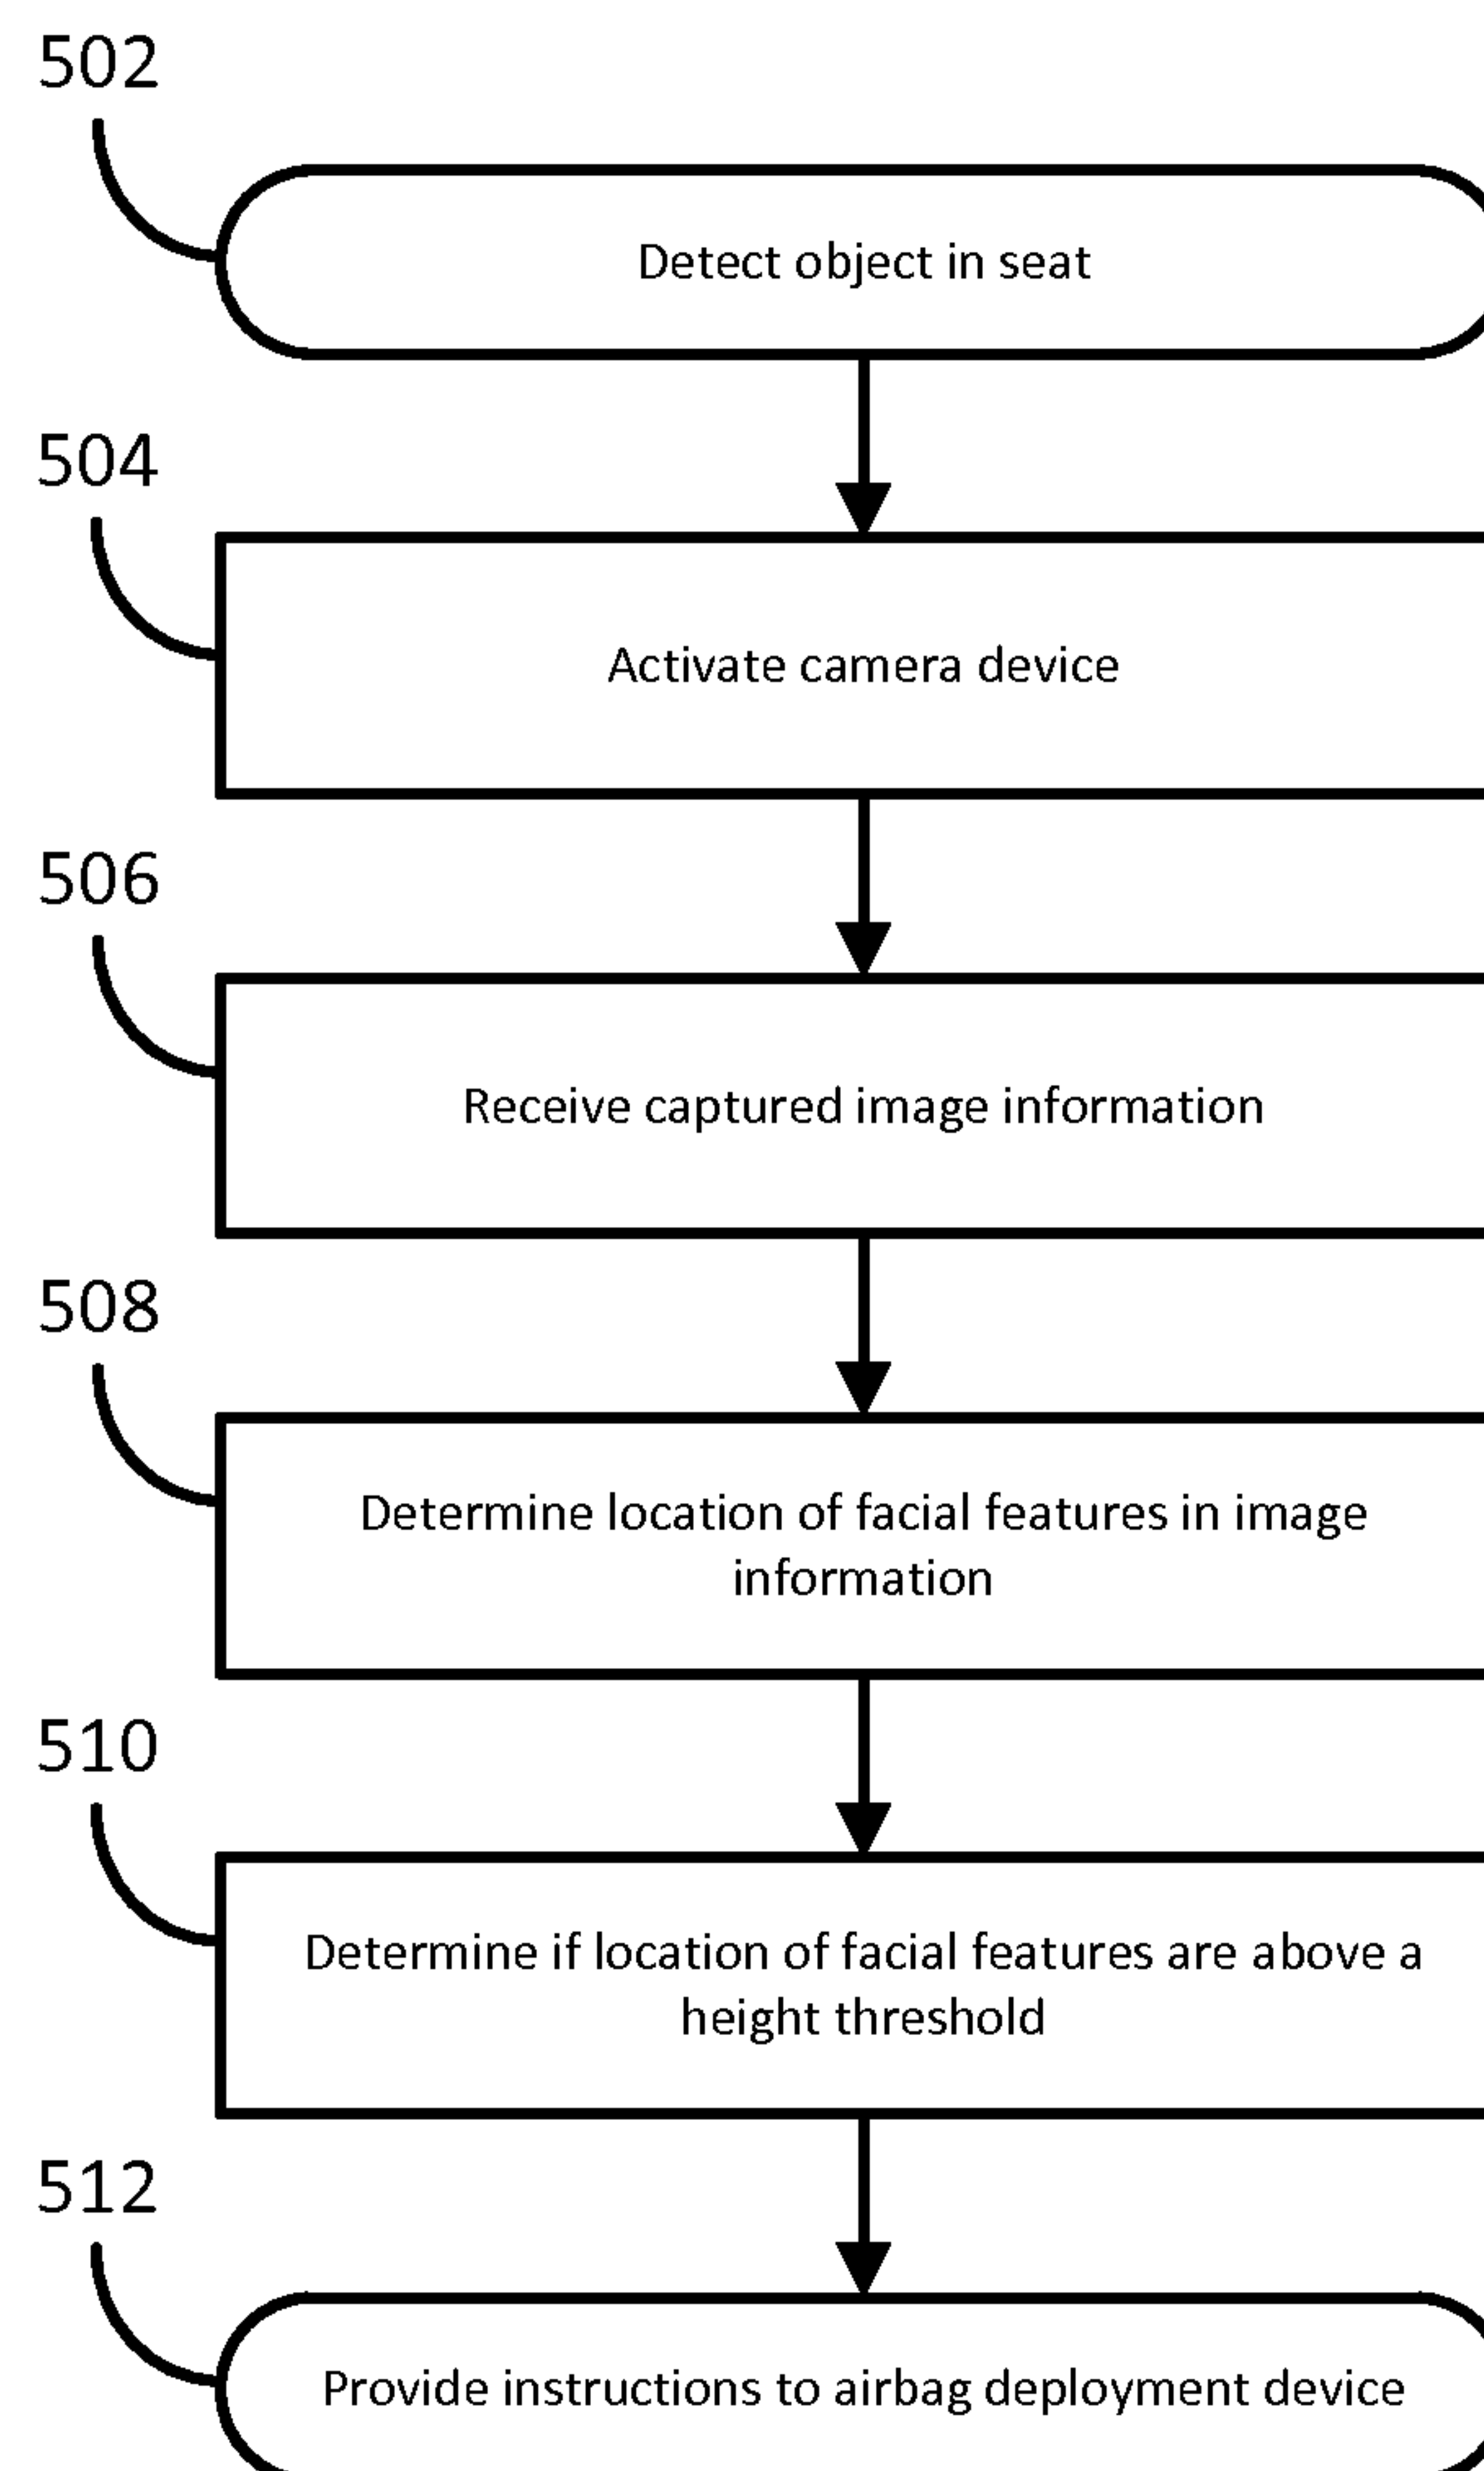 502
Detect object in seat
504
Activate camera device
506
Receive captured image information
508
Determine location of facial features in image
information
510
Determine if location of facial features are above a
height threshold
512
Provide instructions to airbag deployment device